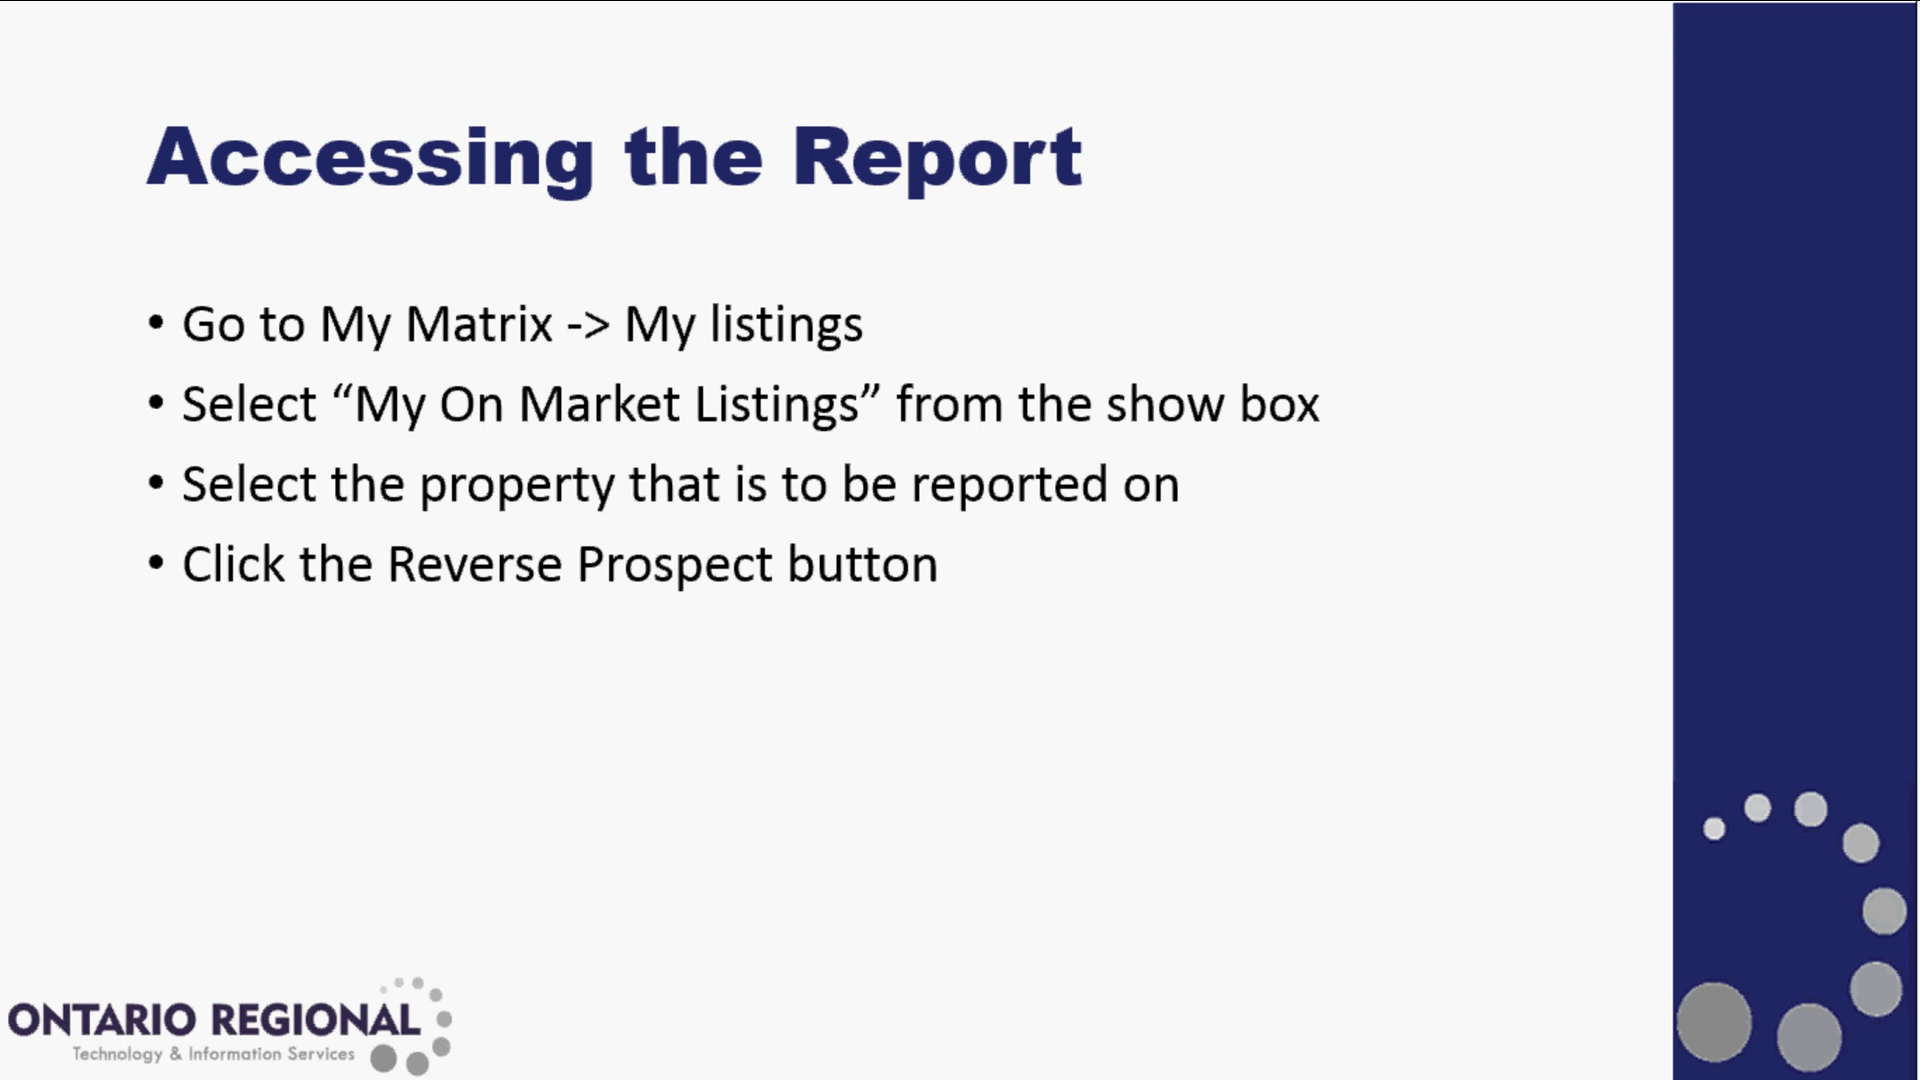 Accessing the Report
• Go to My Matrix -> My listings
• Select “My On Market Listings” from the show box
• Select the property that is to be reported on
• Click the Reverse Prospect button
ONTARIO REGIONAL
Technology & Information Services